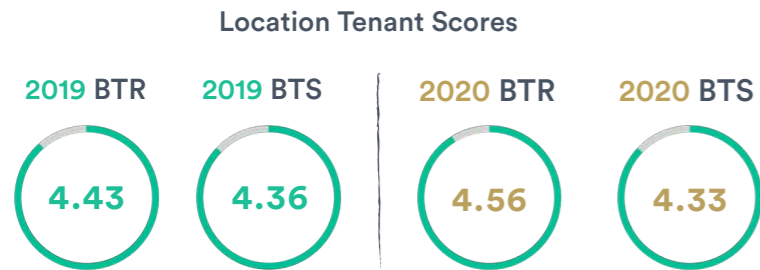 Location Tenant Scores
2019 BTR 2019 BTS 2020 BTR 2020 BTS
4.43 4.36 4.56 4.33